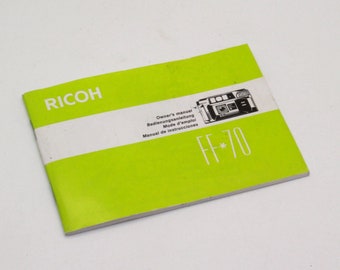 RICOH
Owner's manual
Bedienungsanleitung
Mode d'emploi
Manual de instrucciones
FF-70